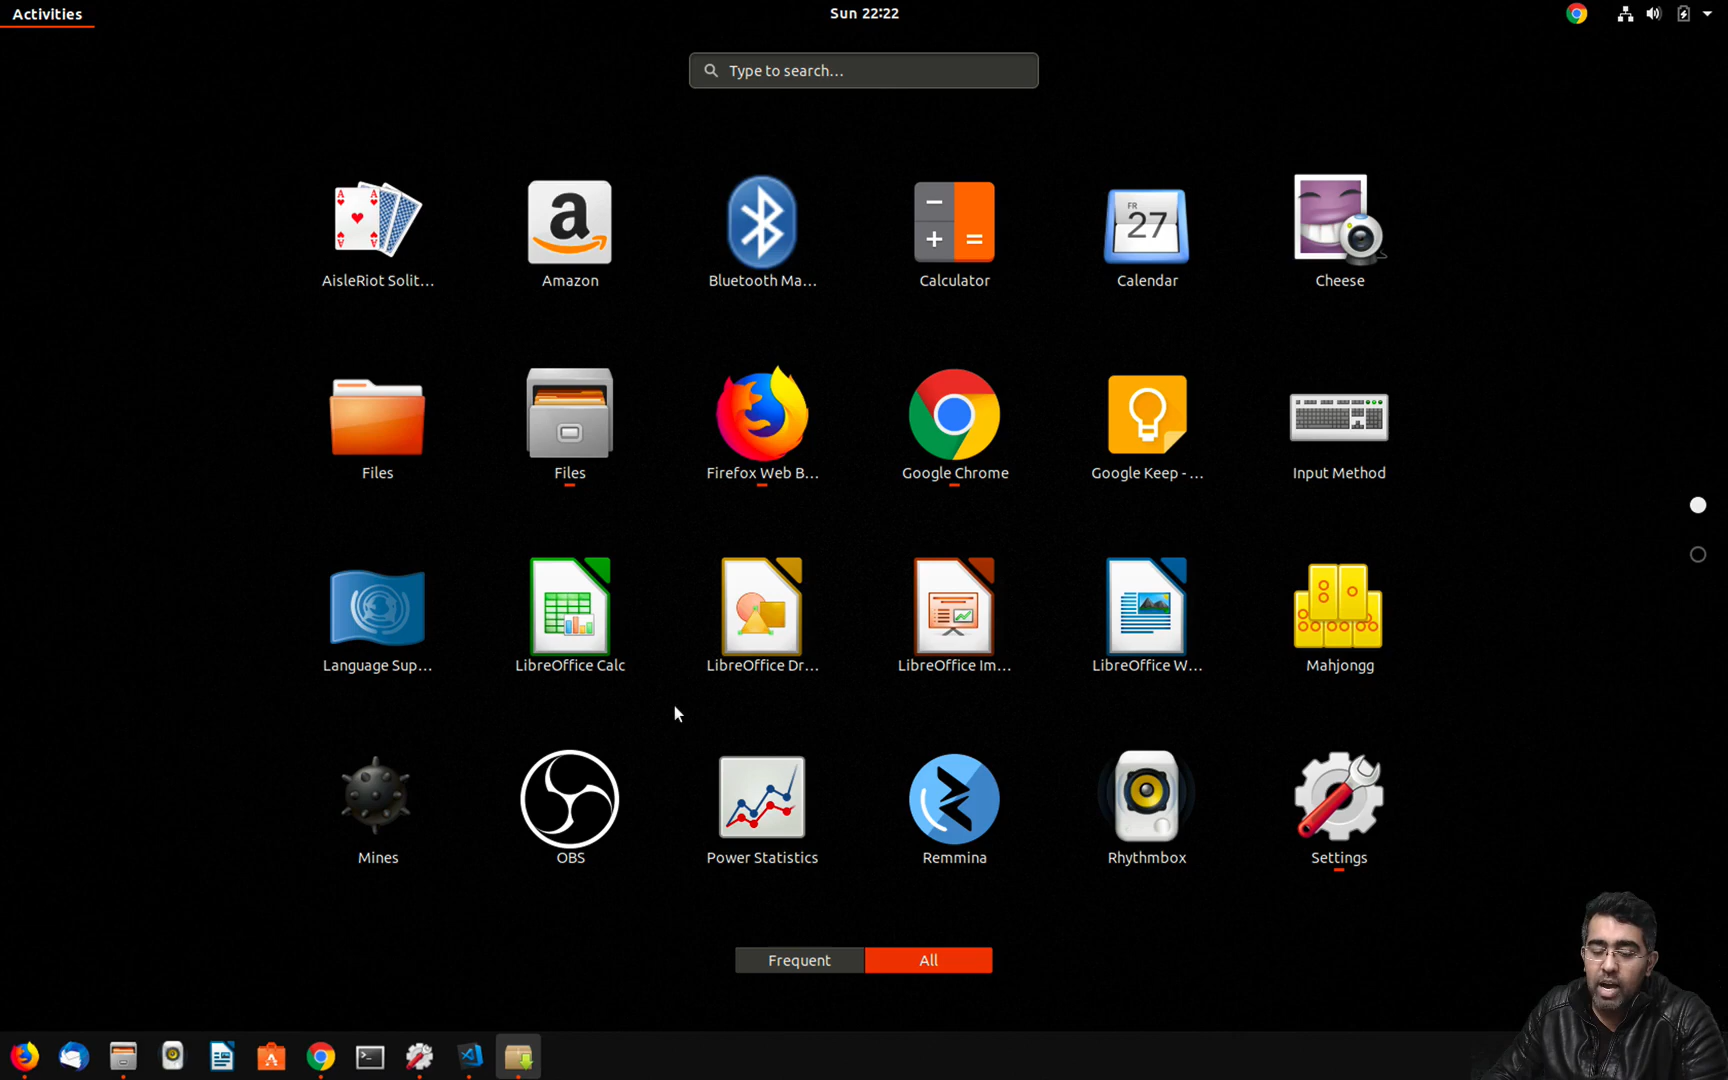 Activities
Sun 22:22
Type to search...
AisleRiot Solit...
Amazon
Bluetooth Ma...
Calculator
FR
27
Calendar
Cheese
Files
Files
Firefox Web B...
Google Chrome
Google Keep - ...
Input Method
Language Sup...
LibreOffice Calc
LibreOffice Dr...
LibreOffice Im...
LibreOffice W...
Mahjongg
Mines
OBS
Power Statistics
Remmina
Rhythmbox
Settings
Frequent
All